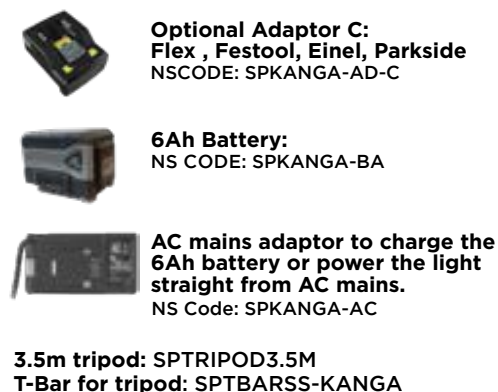 Optional Adaptor C:
Flex , Festool, Einel, Parkside
NSCODE: SPKANGA-AD-C
6Ah Battery:
NS CODE: SPKANGA-BA
AC mains adaptor to charge the
6Ah battery or power the light
straight from AC mains.
NS Code: SPKANGA-AC
3.5m tripod: SPTRIPOD3.5M
T-Bar for tripod: SPTBARSS-KANGA